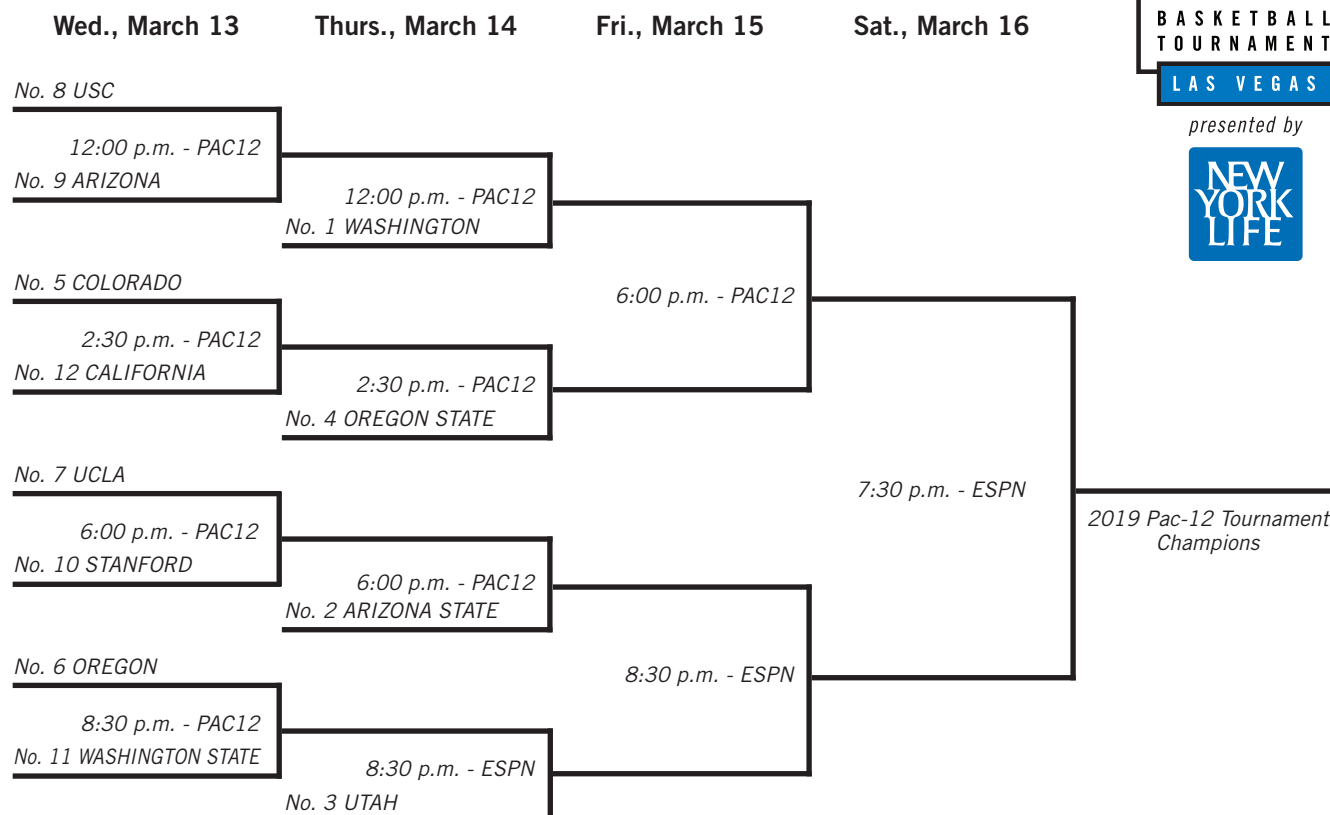 Wed., March 13
Thurs., March 14
Fri., March 15
Sat., March 16
BASKETBALL
TOURNAMENT
LAS VEGAS
presented by
NEW
YORK
LIFE
No. 8 USC
12:00 p.m. - PAC12
No. 9 ARIZONA
12:00 p.m. - PAC12
No. 1 WASHINGTON
No. 5 COLORADO
2:30 p.m. - PAC12
No. 12 CALIFORNIA
2:30 p.m. - PAC12
No. 4 OREGON STATE
6:00 p.m. - PAC12
No. 7 UCLA
6:00 p.m. - PAC12
No. 10 STANFORD
6:00 p.m. - PAC12
No. 2 ARIZONA STATE
No. 6 OREGON
8:30 p.m. - PAC12
No. 11 WASHINGTON STATE
8:30 p.m. - ESPN
No. 3 UTAH
8:30 p.m. - ESPN
7:30 p.m. - ESPN
2019 Pac-12 Tournament
Champions